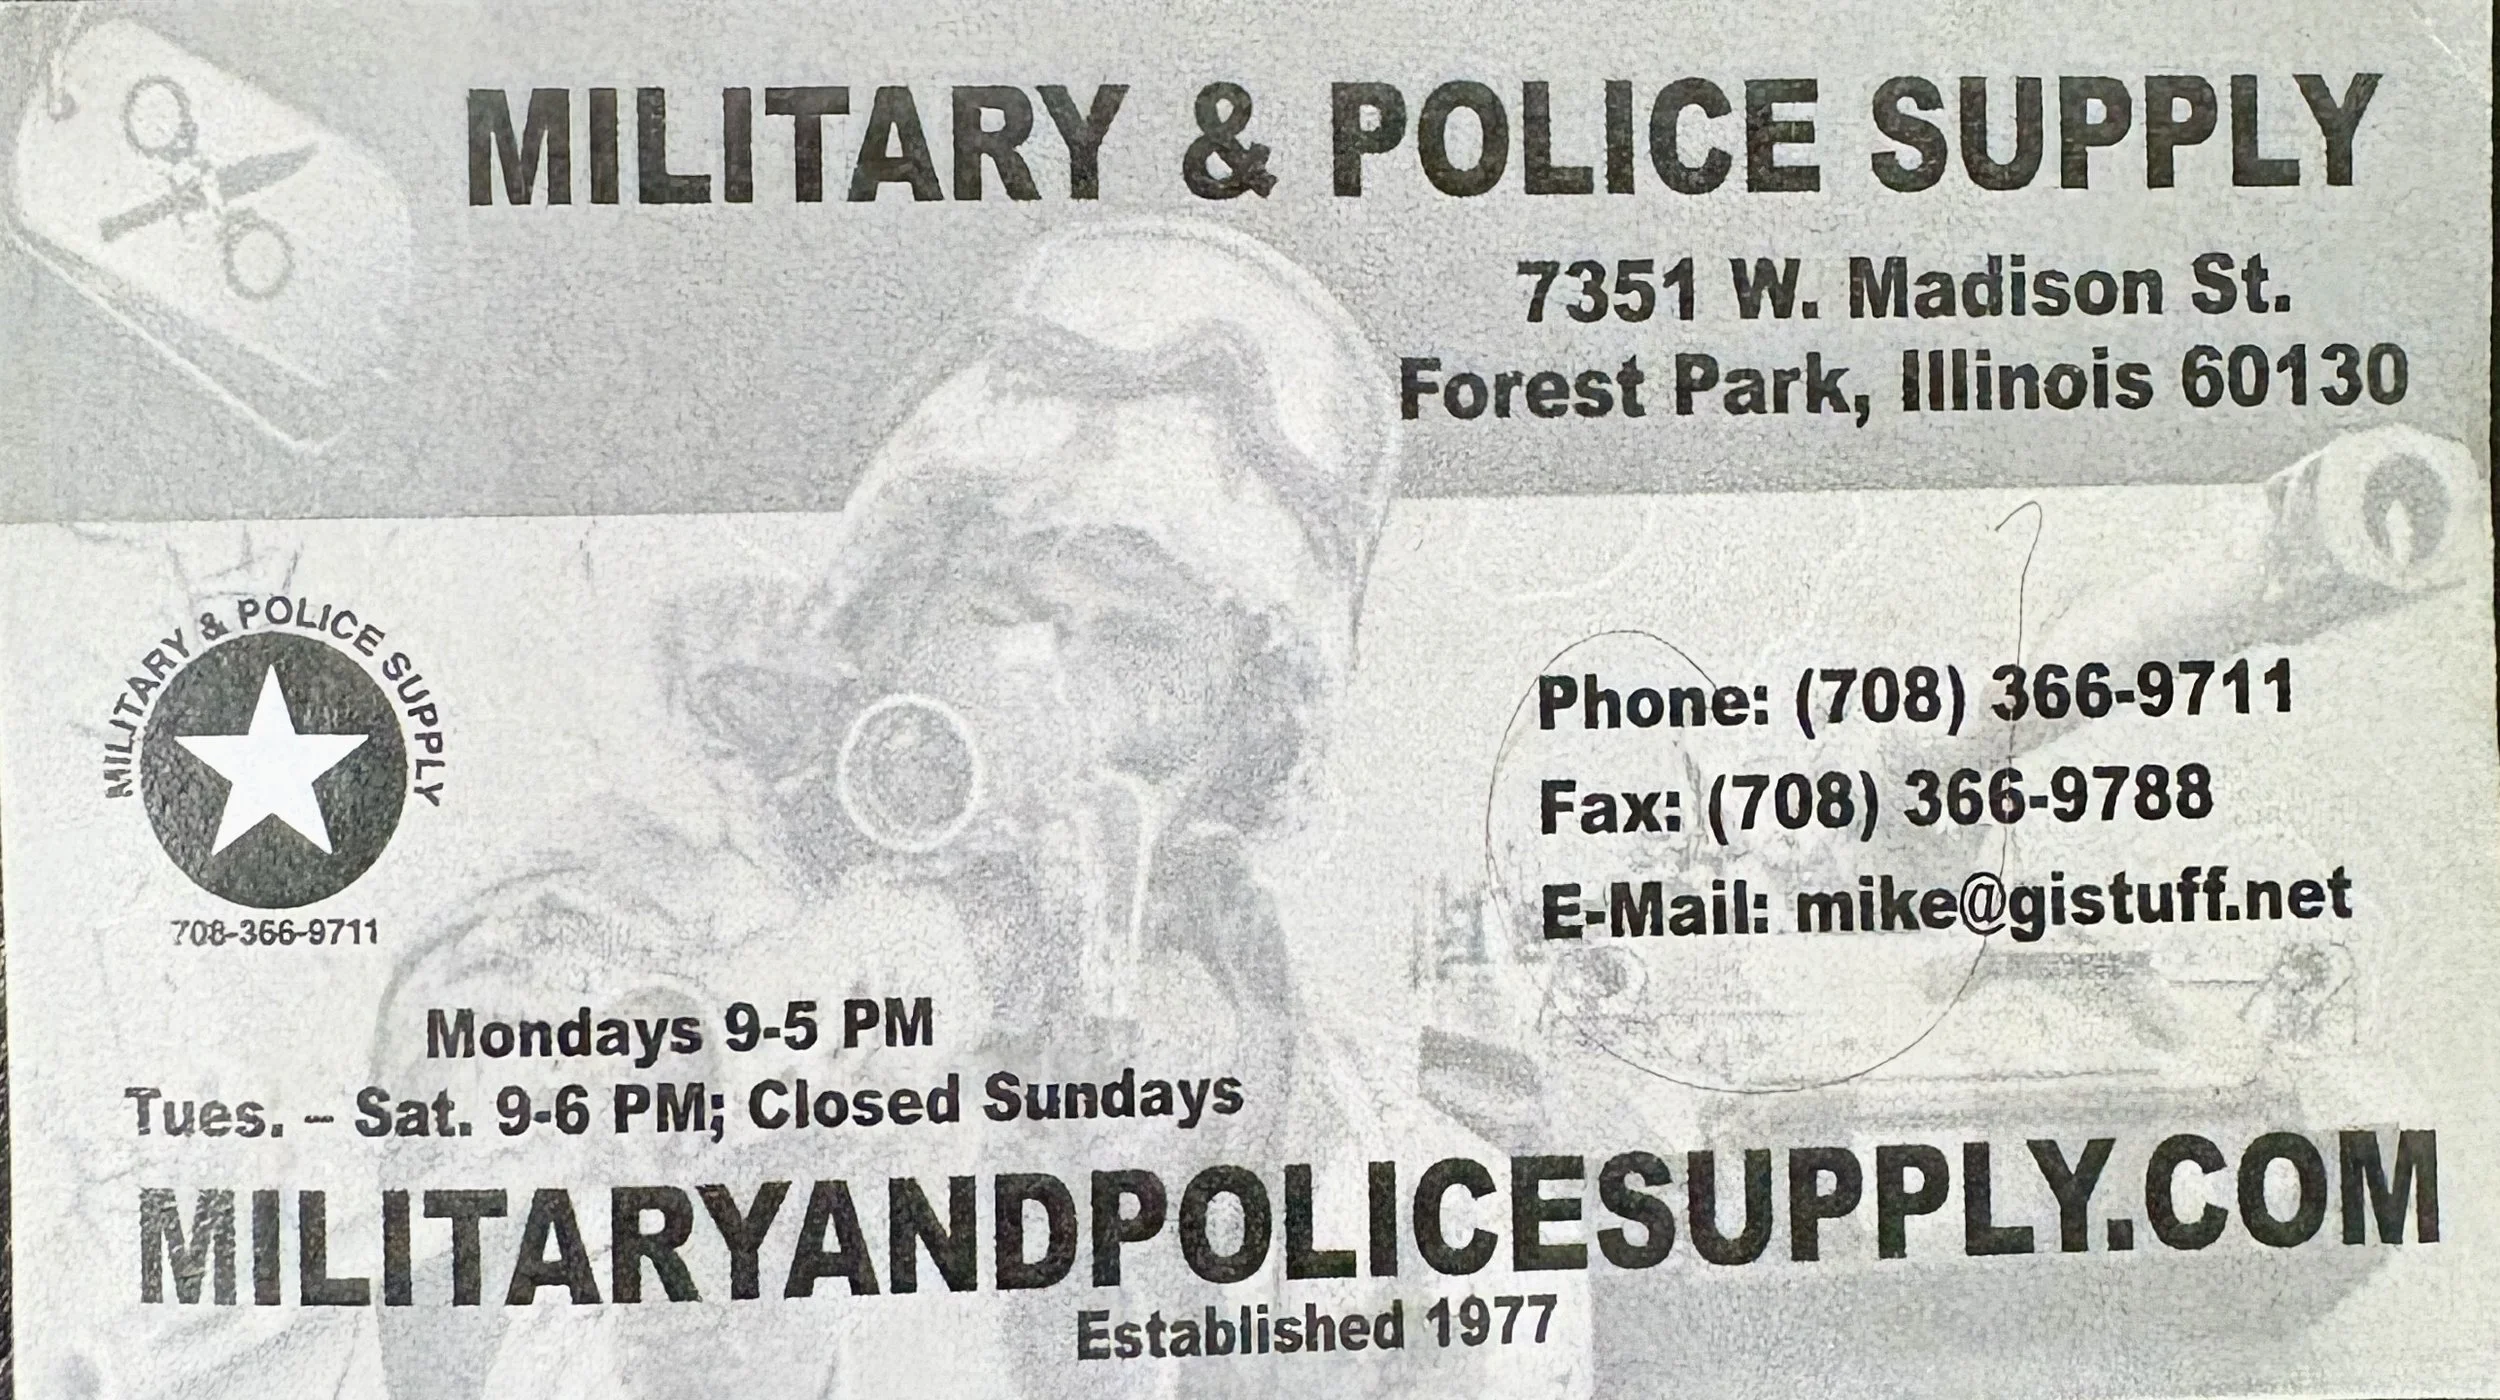 MILITARY & POLICE SUPPLY
7351 W. Madison St.
Forest Park, Illinois 60130
MILITARY & POLICE SUPPLY
708-366-9711
Phone: (708) 366-9711
Fax: (708) 366-9788
E-Mail: mike@gistuff.net
Mondays 9-5 PM
Tues. – Sat. 9-6 PM; Closed Sundays
MILITARYANDPOLICESUPPLY.COM
Established 1977